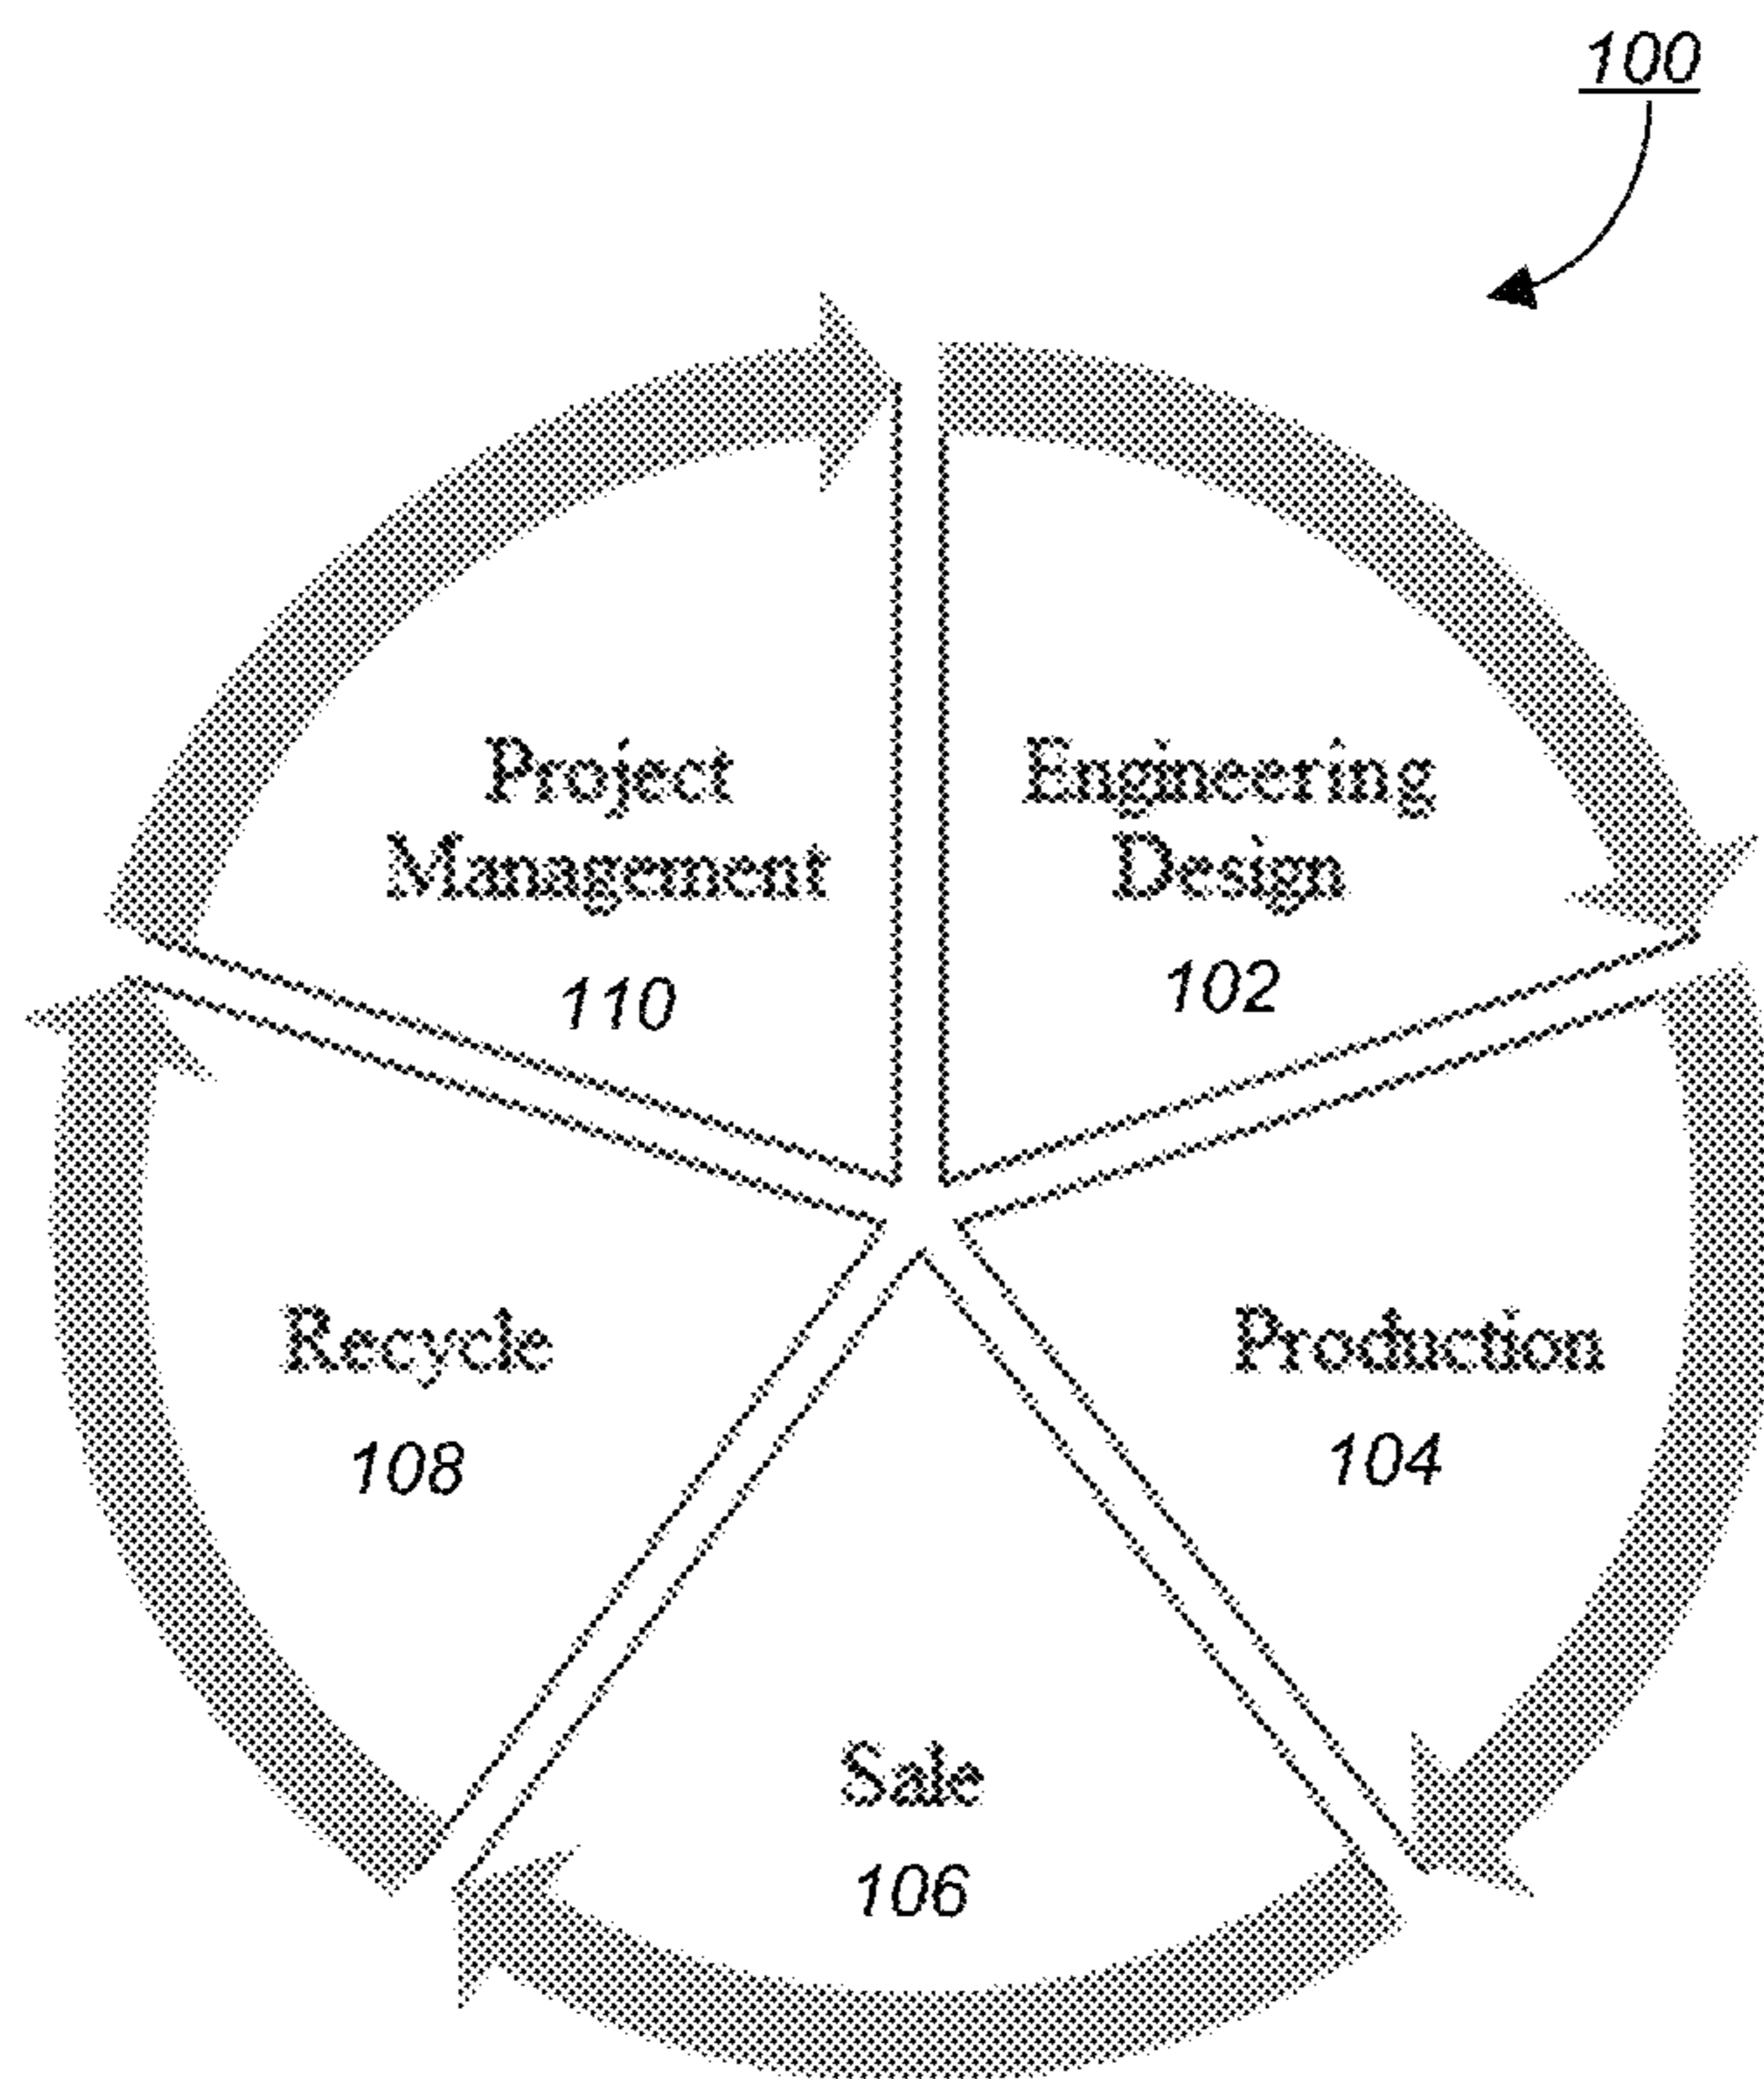 100
Project
Management
110
Engineering
Design
102
Recycle
108
Production
104
Sale
106